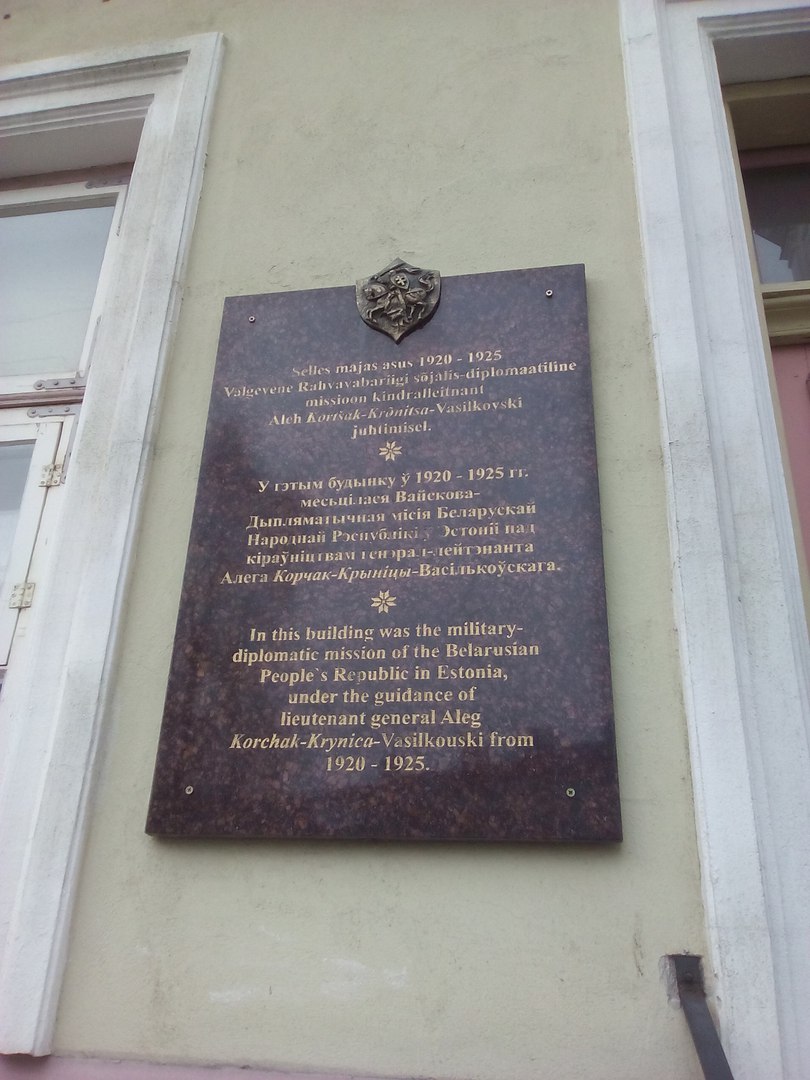 Selles majas asus 1920 - 1925
Valgevene Rahvavabariigi sõjalis-diplomaatiline
missioon kindralleitnant
Aleh Kortšak-Krõnitsa-Vasilkovski
juhtimisel.
У гэтым будынку ў 1920 - 1925 гг.
месьцілася Вайскова-
Дыпляматычная місія Беларускай
Народнай Рэспублікі ў Эстоніі пад
кіраўніцтвам генэрал-лейтэнанта
Алега Корчак-Крыніцы-Васількоўскага.
In this building was the military-
diplomatic mission of the Belarusian
People`s Republic in Estonia,
under the guidance of
lieutenant general Aleg
Korchak-Krynica-Vasilkouski from
1920 - 1925.